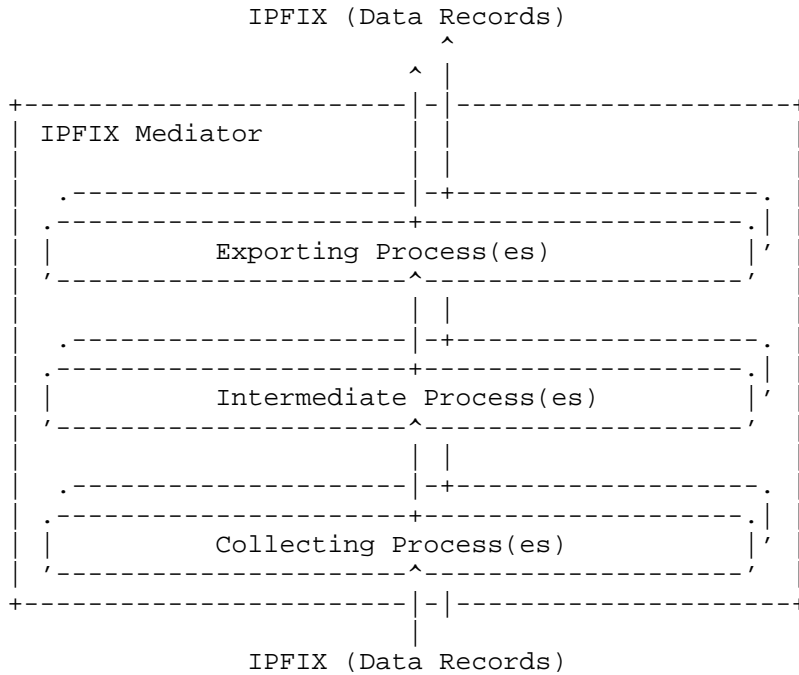 IPFIX (Data Records)
IPFIX Mediator
Exporting Process(es)
Intermediate Process(es)
Collecting Process(es)
IPFIX (Data Records)